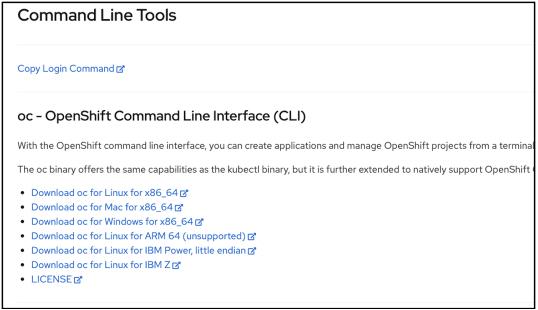 Command Line Tools
Copy Login Command
oc - OpenShift Command Line Interface (CLI)
With the OpenShift command line interface, you can create applications and manage OpenShift projects from a terminal
The oc binary offers the same capabilities as the kubectl binary, but it is further extended to natively support OpenShift
Download oc for Linux for x86_64
Download oc for Mac for x86_64
Download oc for Windows for x86_64
Download oc for Linux for ARM 64 (unsupported)
Download oc for Linux for IBM Power, little endian
Download oc for Linux for IBM Z
LICENSE